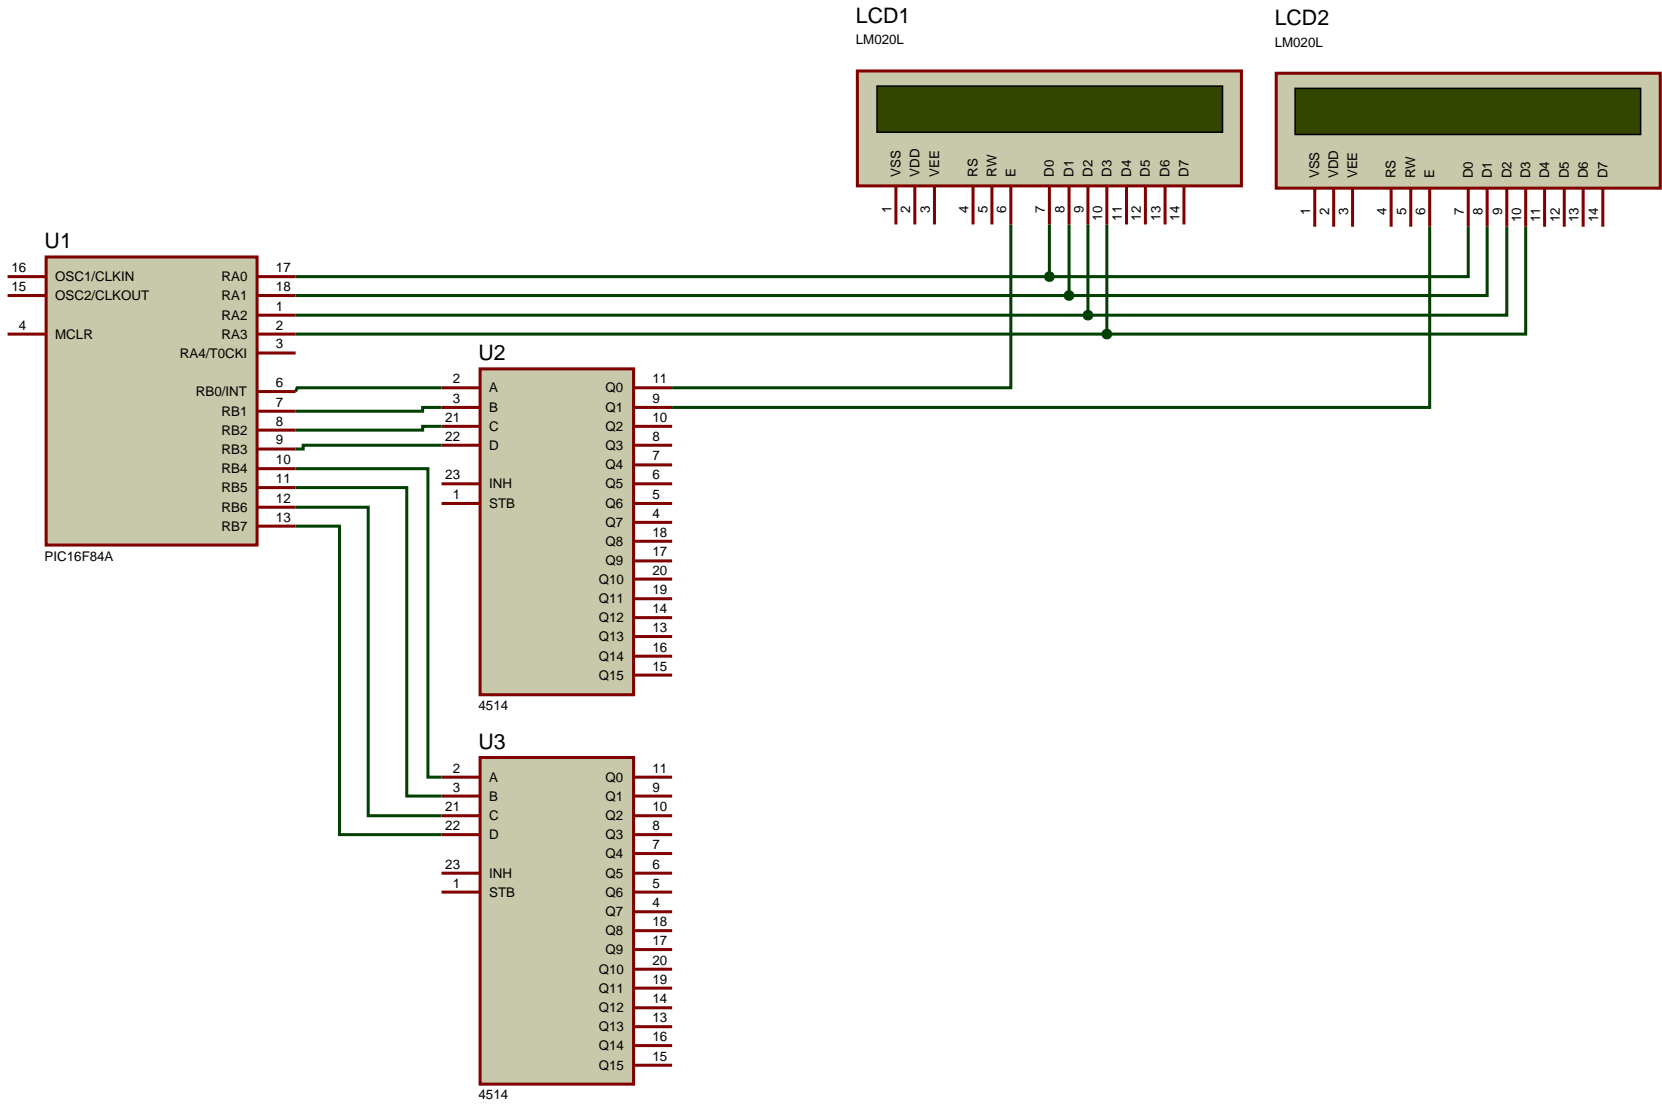 LCD1
LM020L
VSS VDD VEE RS RW E D0 D1 D2 D3 D4 D5 D6 D7
1 2 3 4 5 6 7 8 9 10 11 12 13 14
LCD2
LM020L
VSS VDD VEE RS RW E D0 D1 D2 D3 D4 D5 D6 D7
1 2 3 4 5 6 7 8 9 10 11 12 13 14
U1
16 OSC1/CLKIN RA0 17
15 OSC2/CLKOUT RA1 18
RA2 1
4 MCLR RA3 2
RA4/T0CKI 3
RB0/INT 6
RB1 7
RB2 8
RB3 9
RB4 10
RB5 11
RB6 12
RB7 13
PIC16F84A
U2
2 A Q0 11
3 B Q1 9
21 C Q2 10
22 D Q3 8
Q4 7
23 INH Q5 6
1 STB Q6 5
Q7 4
Q8 18
Q9 17
Q10 20
Q11 19
Q12 14
Q13 13
Q14 16
Q15 15
4514
U3
2 A Q0 11
3 B Q1 9
21 C Q2 10
22 D Q3 8
Q4 7
23 INH Q5 6
1 STB Q6 5
Q7 4
Q8 18
Q9 17
Q10 20
Q11 19
Q12 14
Q13 13
Q14 16
Q15 15
4514